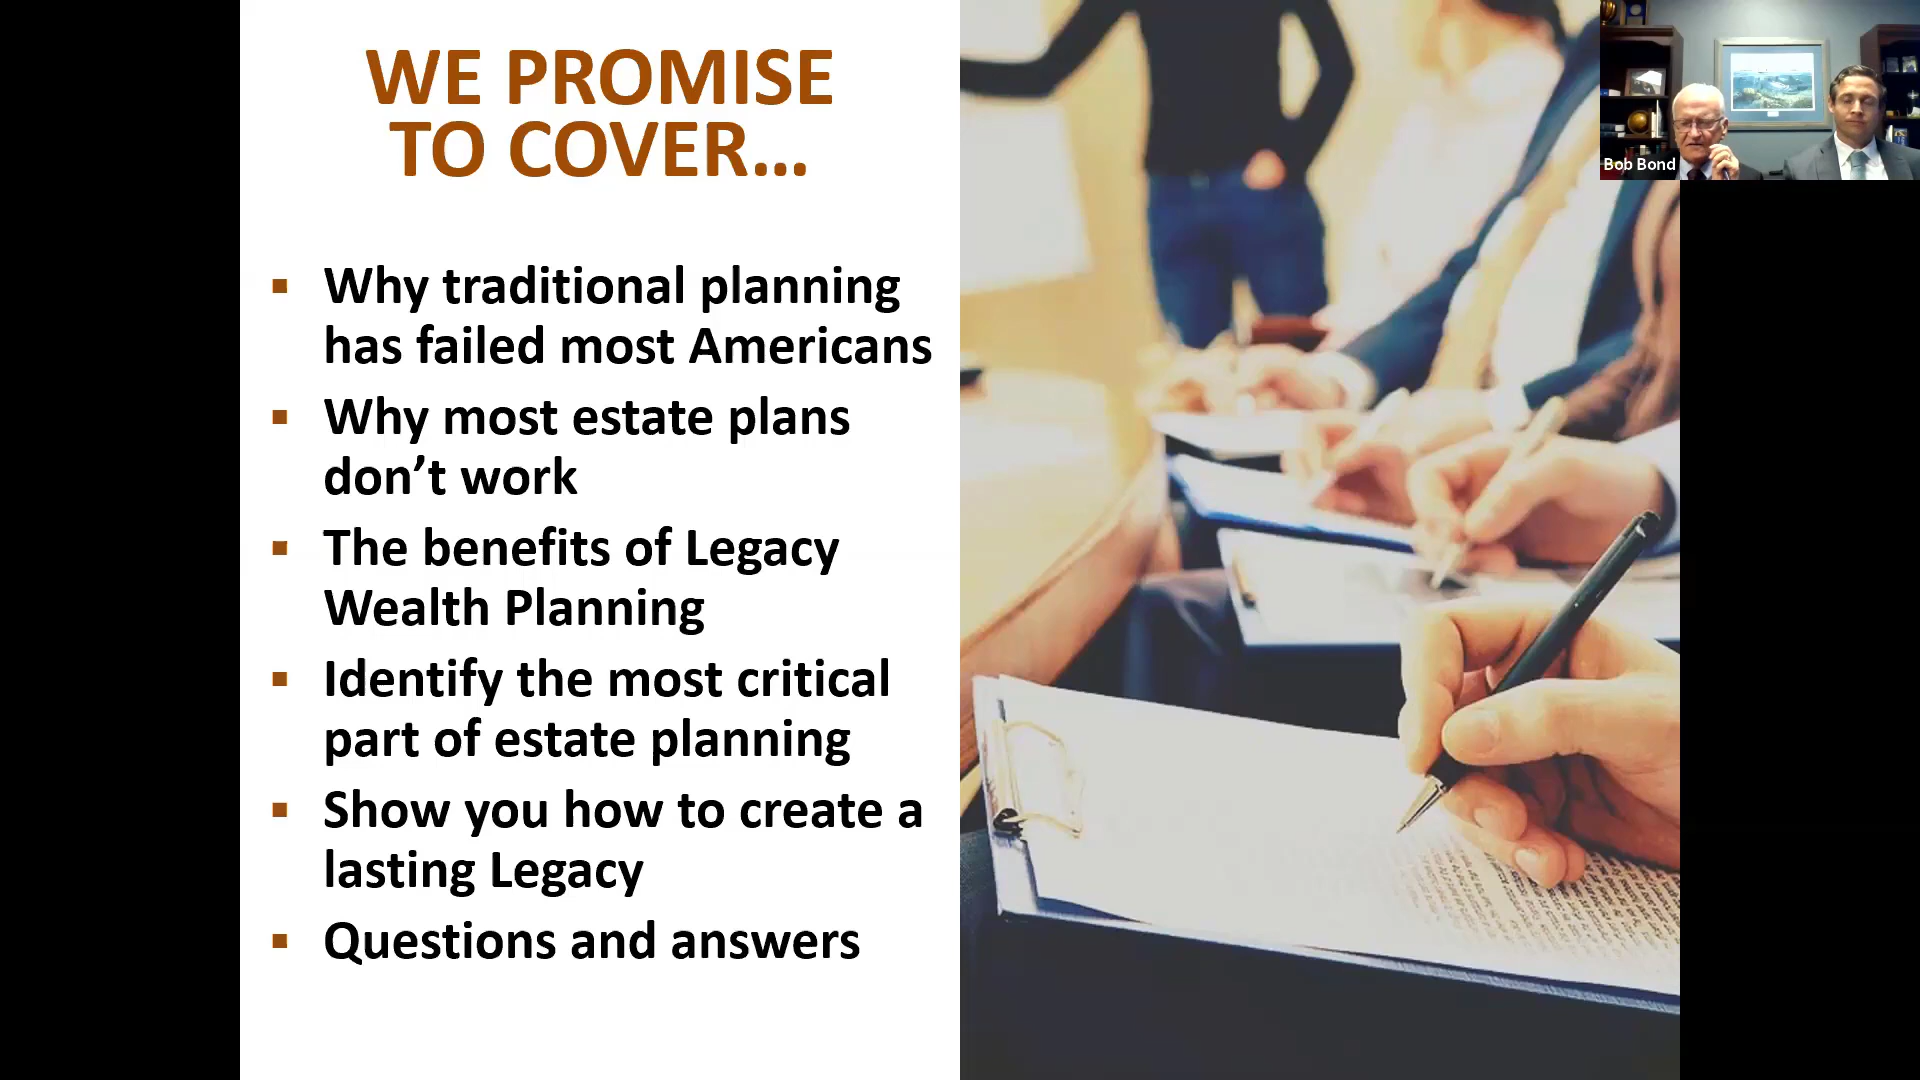 WE PROMISE
TO COVER...
▪ Why traditional planning
has failed most Americans
▪ Why most estate plans
don’t work
▪ The benefits of Legacy
Wealth Planning
▪ Identify the most critical
part of estate planning
▪ Show you how to create a
lasting Legacy
▪ Questions and answers
Bob Bond